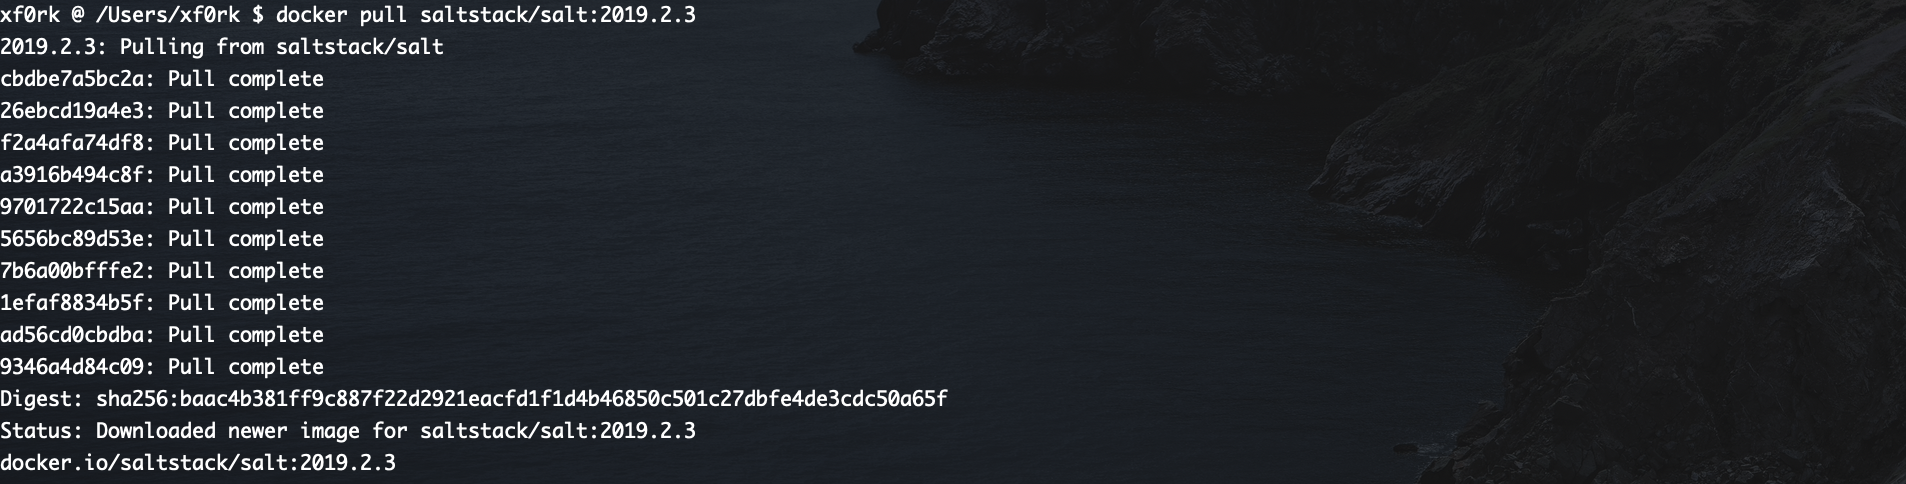 xf0rk @ /Users/xf0rk $ docker pull saltstack/salt:2019.2.3
2019.2.3: Pulling from saltstack/salt
cbdbe7a5bc2a: Pull complete
26ebcd19a4e3: Pull complete
f2a4afa74df8: Pull complete
a3916b494c8f: Pull complete
9701722c15aa: Pull complete
5656bc89d53e: Pull complete
7b6a00bfffe2: Pull complete
1efaf8834b5f: Pull complete
ad56cd0cbdba: Pull complete
9346a4d84c09: Pull complete
Digest: sha256:baac4b381ff9c887f22d2921eacfd1f1d4b46850c501c27dbfe4de3cdc50a65f
Status: Downloaded newer image for saltstack/salt:2019.2.3
docker.io/saltstack/salt:2019.2.3